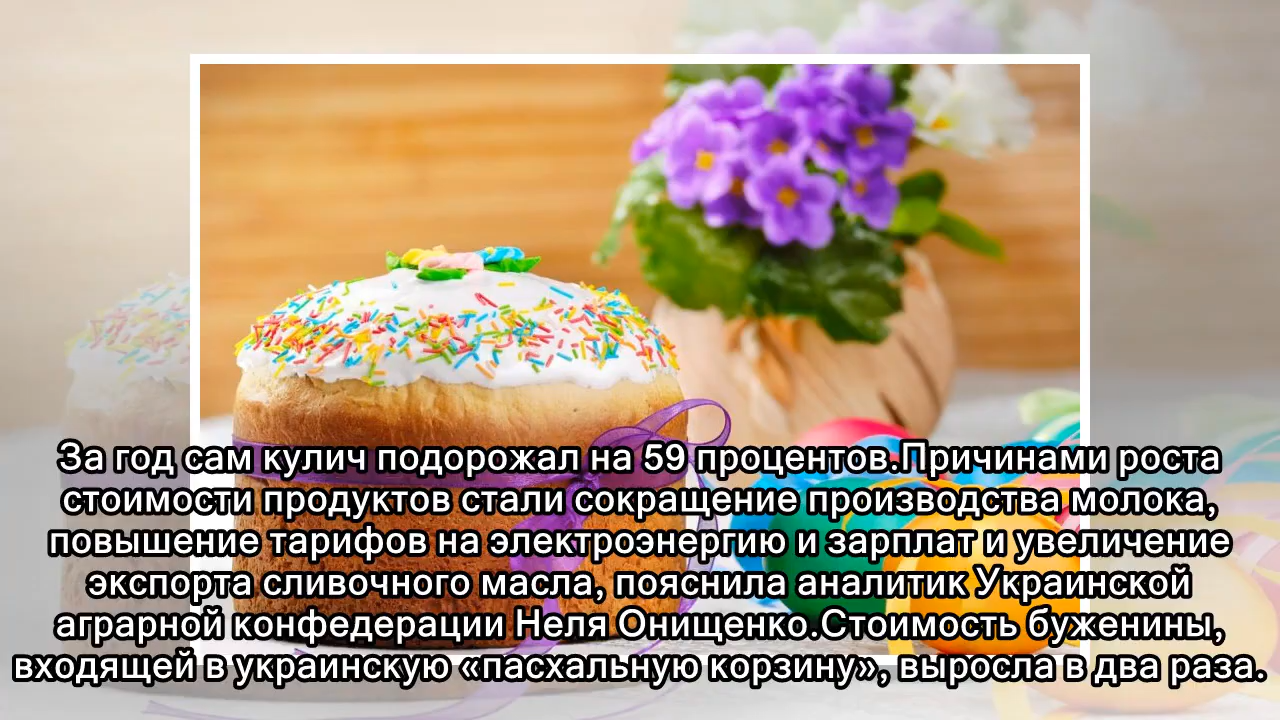 За год сам кулич подорожал на 59 процентов.Причинами роста
стоимости продуктов стали сокращение производства молока,
повышение тарифов на электроэнергию и зарплат и увеличение
экспорта сливочного масла, пояснила аналитик Украинской
аграрной конфедерации Неля Онищенко.Стоимость буженины,
входящей в украинскую «пасхальную корзину», выросла в два раза.